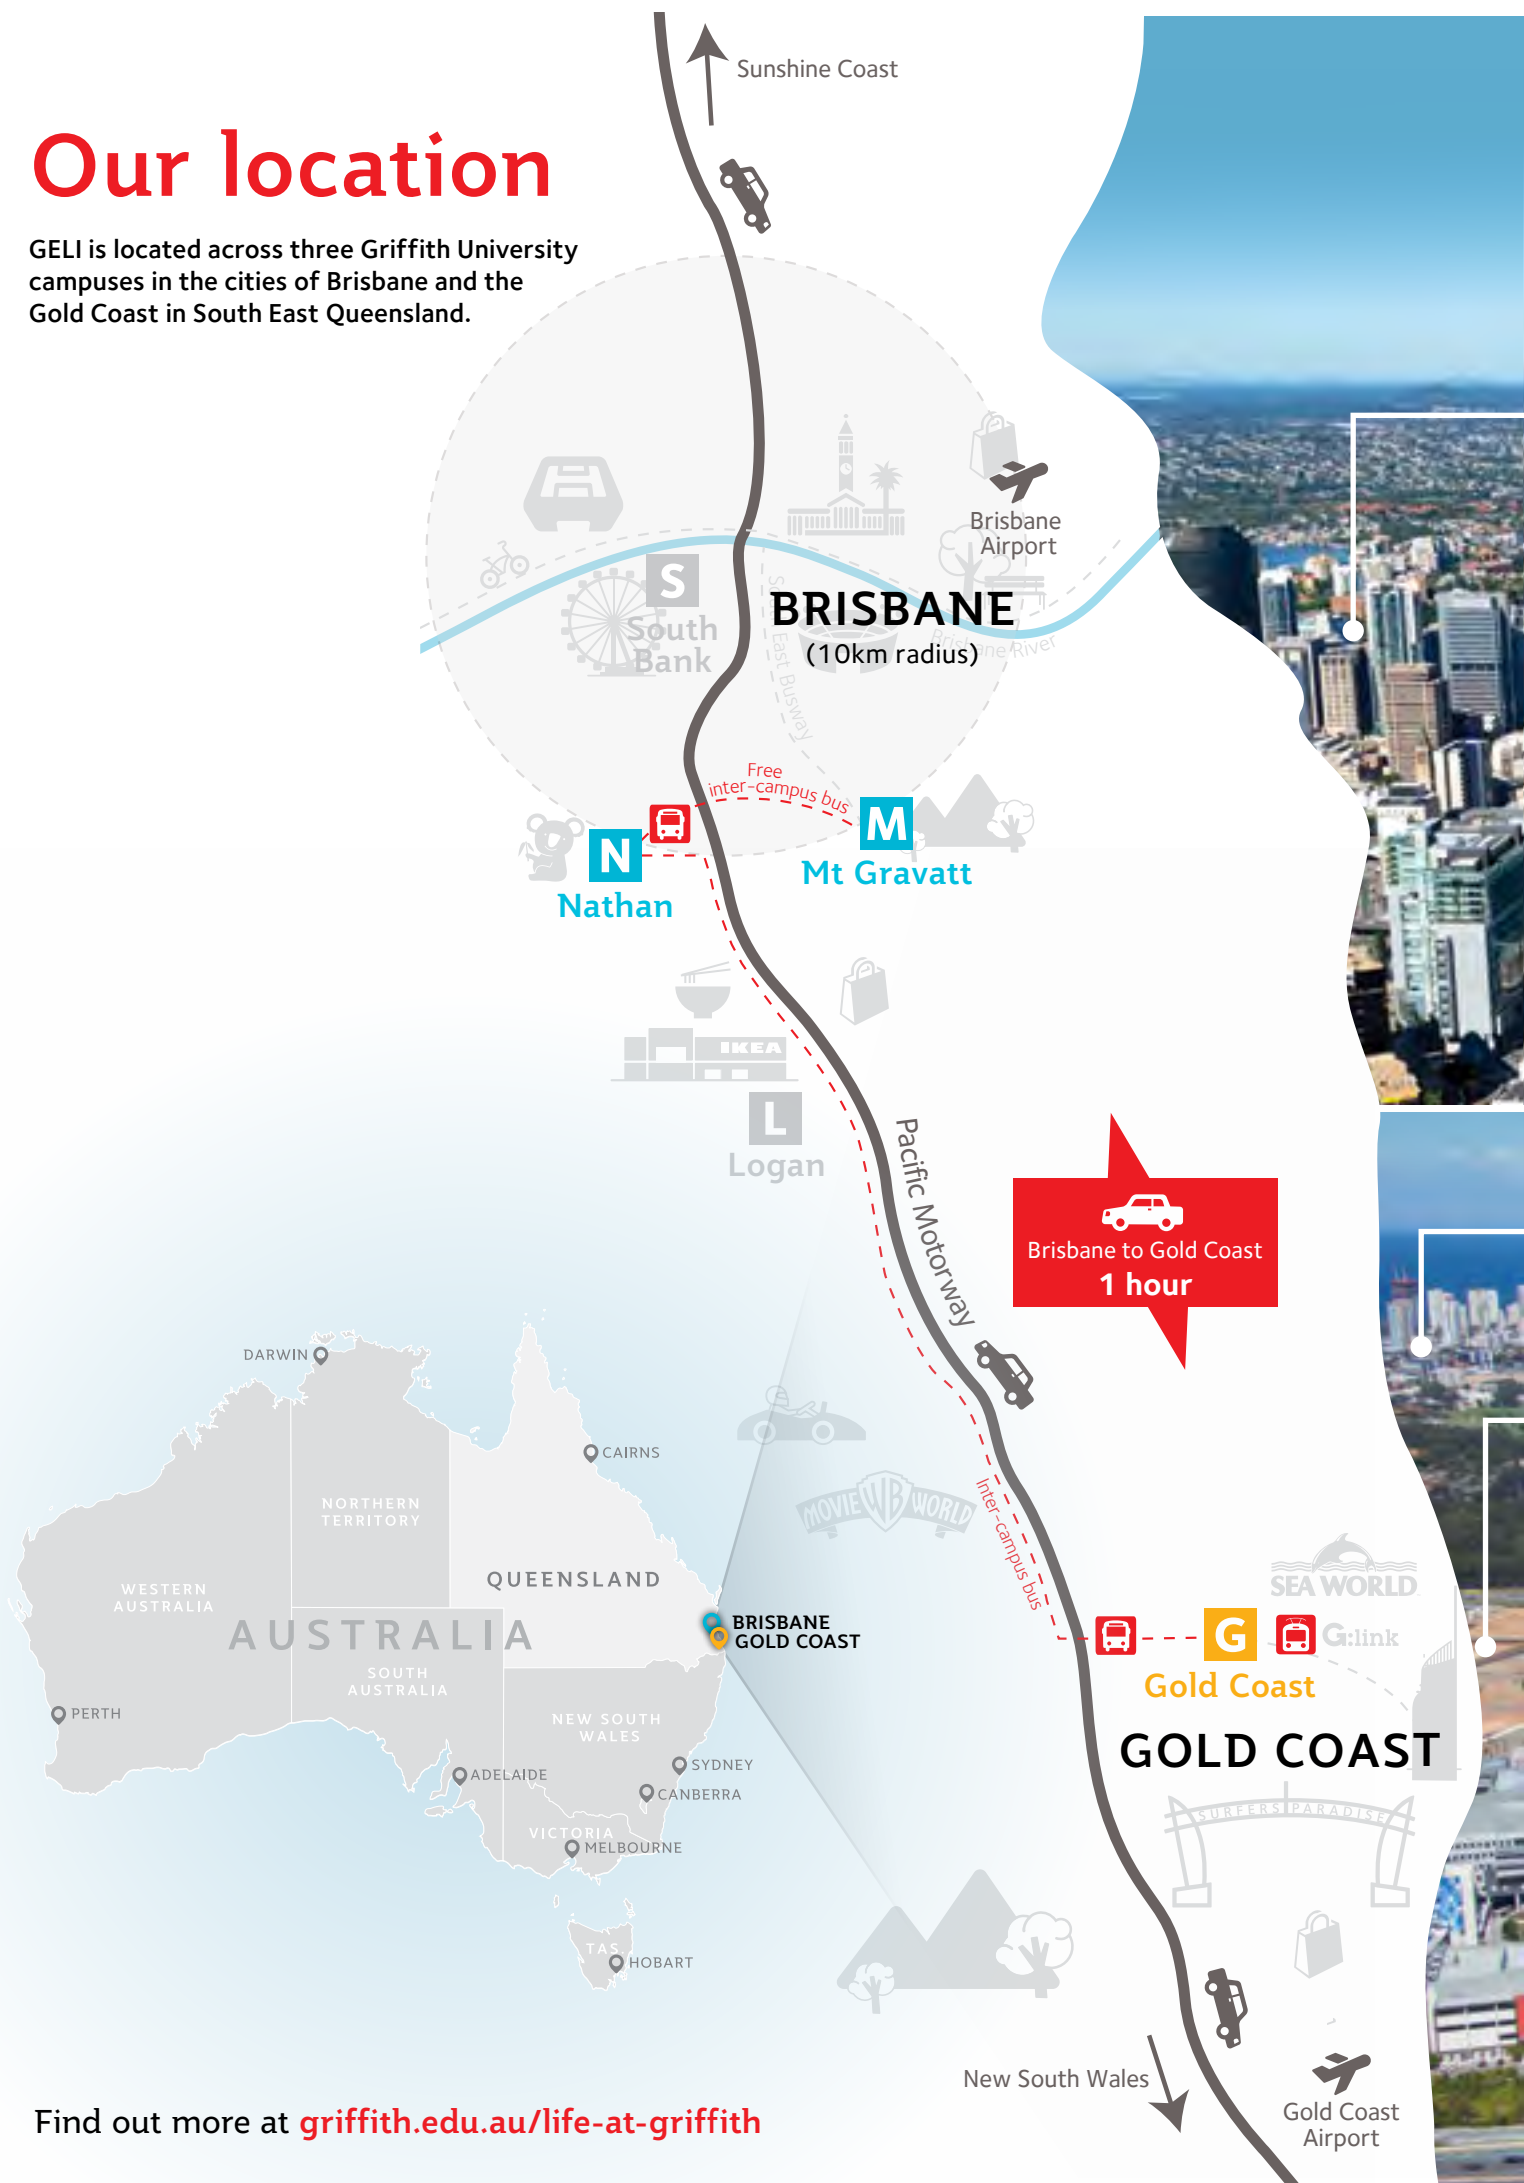 Sunshine Coast
Our location
GELI is located across three Griffith University
campuses in the cities of Brisbane and the
Gold Coast in South East Queensland.
Brisbane
Airport
S
South
Bank
BRISBANE
(10km radius)
Brisbane River
South East Busway
Free
inter-campus bus
N
Nathan
M
Mt Gravatt
IKEA
L
Logan
Pacific Motorway
Brisbane to Gold Coast
1 hour
DARWIN
CAIRNS
NORTHERN
TERRITORY
WESTERN
AUSTRALIA
QUEENSLAND
AUSTRALIA
BRISBANE
GOLD COAST
SOUTH
AUSTRALIA
PERTH
NEW SOUTH
WALES
SYDNEY
ADELAIDE
CANBERRA
VICTORIA
MELBOURNE
TAS.
HOBART
MOVIE WB WORLD
Inter-campus bus
SEA WORLD
G
G:link
Gold Coast
GOLD COAST
SURFERS PARADISE
New South Wales
Gold Coast
Airport
Find out more at griffith.edu.au/life-at-griffith